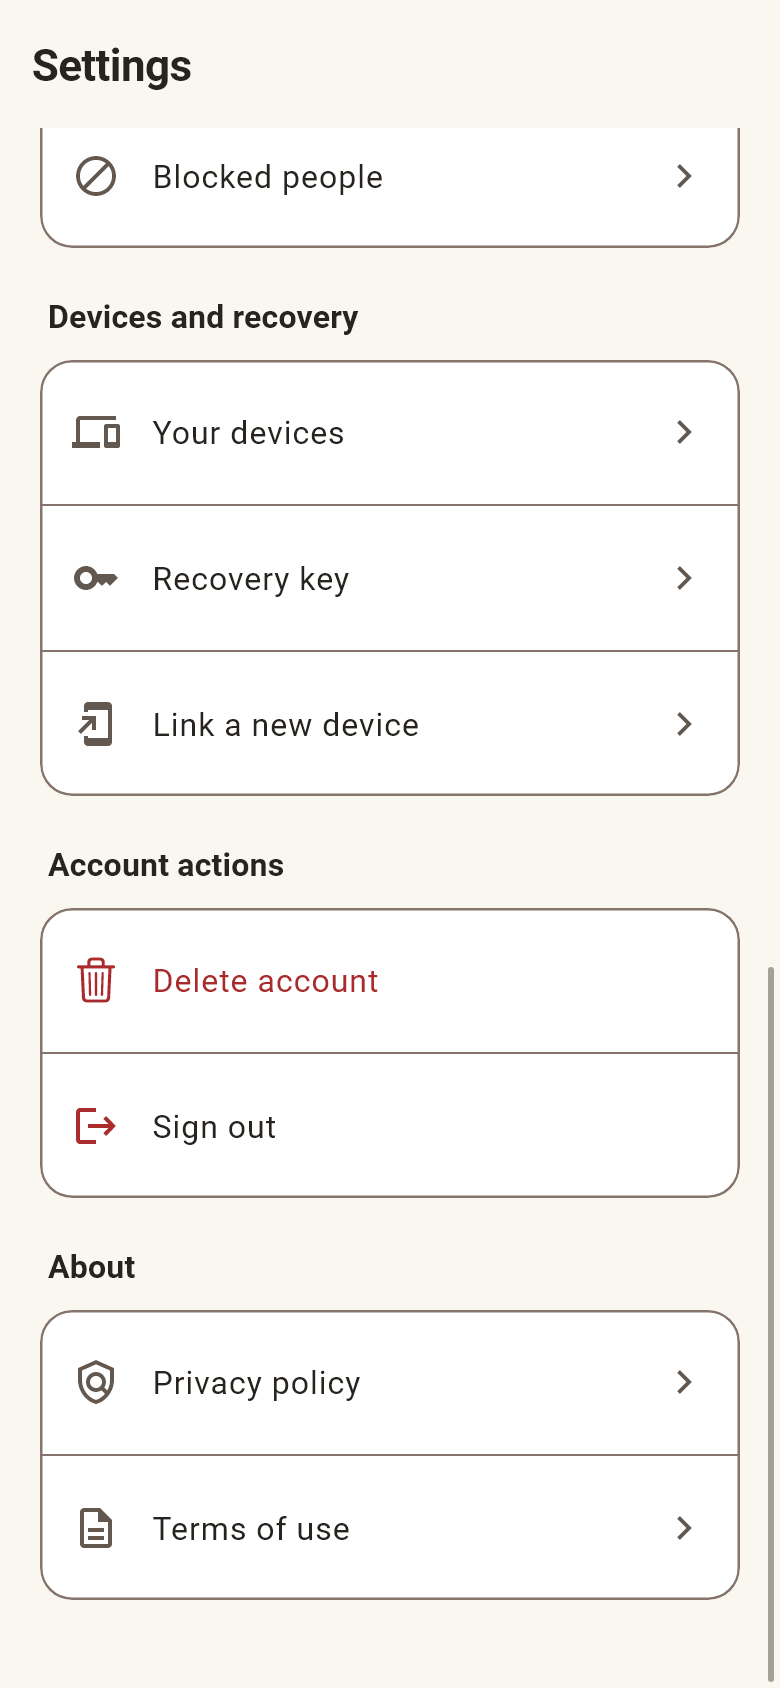 Settings
Blocked people
Devices and recovery
Your devices
Recovery key
Link a new device
Account actions
Delete account
Sign out
About
Privacy policy
Terms of use